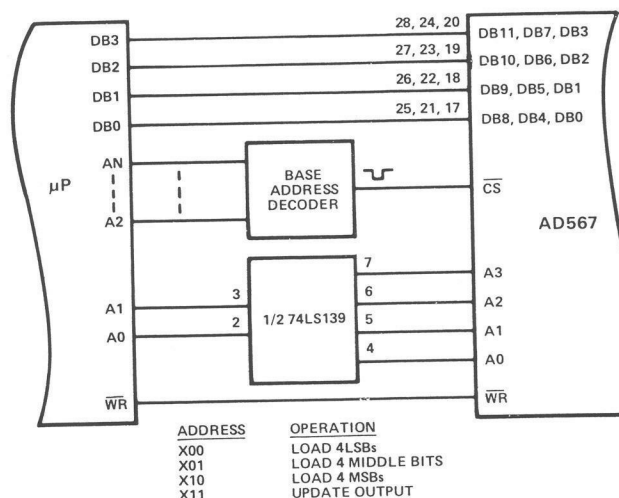 28, 24, 20
DB3
DB11, DB7, DB3
27, 23, 19
DB2
DB10, DB6, DB2
26, 22, 18
DB1
DB9, DB5, DB1
25, 21, 17
DB0
DB8, DB4, DB0
AN
μP
BASE
ADDRESS
DECODER
CS
A2
AD567
7
A3
A1
3
6
A2
1/2 74LS139
A0
2
5
A1
4
A0
WR
WR
ADDRESS OPERATION
X00 LOAD 4LSBs
X01 LOAD 4 MIDDLE BITS
X10 LOAD 4 MSBs
X11 UPDATE OUTPUT